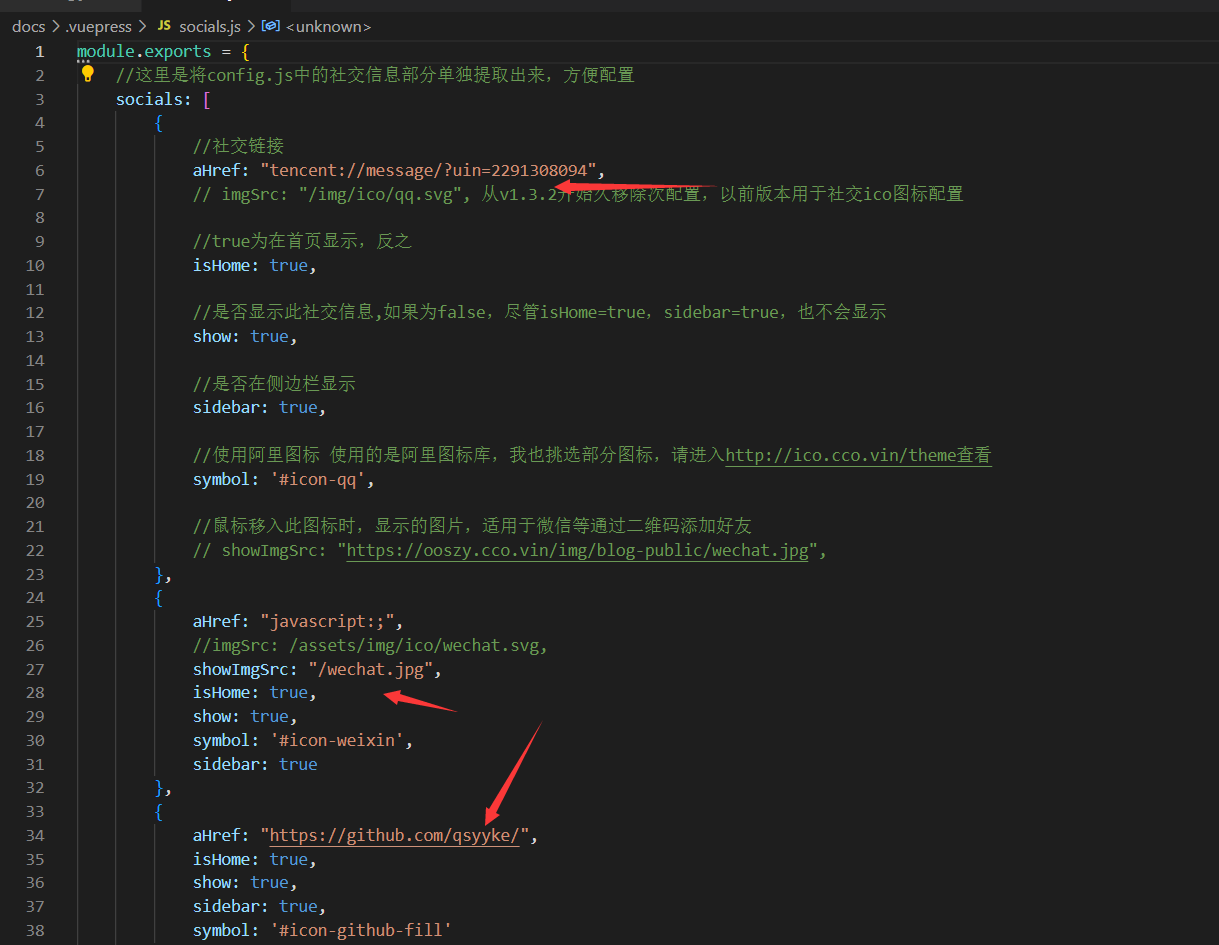 docs > .vuepress > JS socials.js > <unknown>
1 module.exports = {
2 //这里是将config.js中的社交信息部分单独提取出来，方便配置
3 socials: [
4 {
5 //社交链接
6 aHref: "tencent://message/?uin=2291308094",
7 // imgSrc: "/img/ico/qq.svg", 从v1.3.2开始久移除次配置，以前版本用于社交ico图标配置
8
9 //true为在首页显示，反之
10 isHome: true,
11
12 //是否显示此社交信息,如果为false，尽管isHome=true，sidebar=true，也不会显示
13 show: true,
14
15 //是否在侧边栏显示
16 sidebar: true,
17
18 //使用阿里图标 使用的是阿里图标库，我也挑选部分图标，请进入http://ico.cco.vin/theme查看
19 symbol: '#icon-qq',
20
21 //鼠标移入此图标时，显示的图片，适用于微信等通过二维码添加好友
22 // showImgSrc: "https://ooszy.cco.vin/img/blog-public/wechat.jpg",
23 },
24 {
25 aHref: "javascript:;",
26 //imgSrc: /assets/img/ico/wechat.svg,
27 showImgSrc: "/wechat.jpg",
28 isHome: true,
29 show: true,
30 symbol: '#icon-weixin',
31 sidebar: true
32 },
33 {
34 aHref: "https://github.com/qsyyke/",
35 isHome: true,
36 show: true,
37 sidebar: true,
38 symbol: '#icon-github-fill'